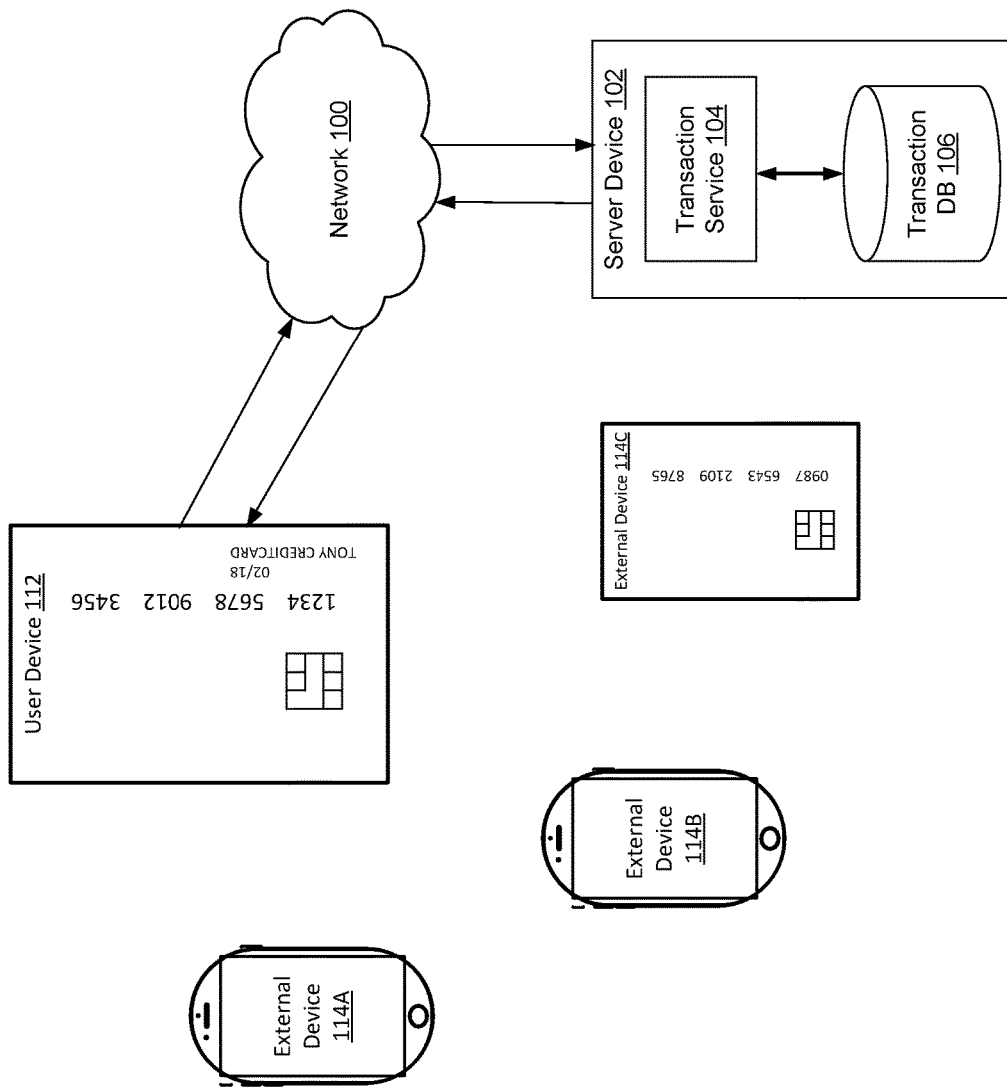 External
Device
114A
External
Device
114B
User Device 112
1234 5678 9012 3456
02/18
TONY CREDITCARD
External Device 114C
0987 6543 2109 8765
Network 100
Server Device 102
Transaction
Service 104
Transaction
DB 106